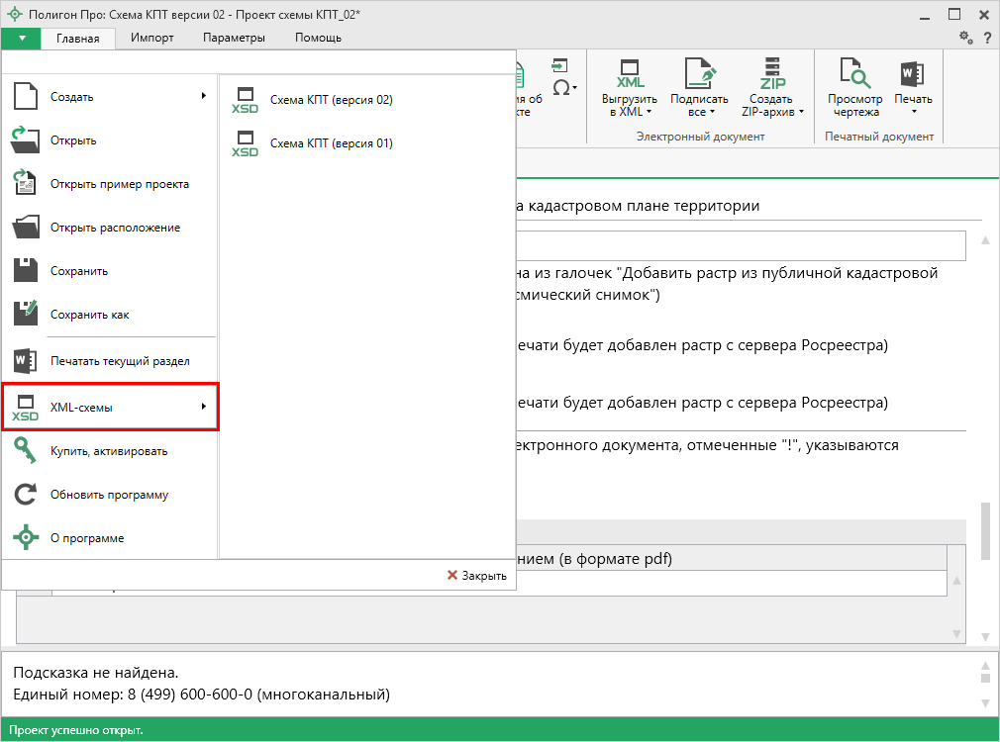 Полигон Про: Схема КПТ версии 02 - Проект схемы КПТ_02*
Главная Импорт Параметры Помощь
?
Создать
Открыть
Открыть пример проекта
Открыть расположение
Сохранить
Сохранить как
Печатать текущий раздел
XSD XML-схемы
Купить, активировать
Обновить программу
О программе
XSD Схема КПТ (версия 02)
XSD Схема КПТ (версия 01)
Закрыть
об
Ω
XML
Выгрузить
в XML
Подписать
все
ZIP
Создать
ZIP-архив
Электронный документ
Просмотр
чертежа
W
Печать
Печатный документ
а кадастровом плане территории
на из галочек "Добавить растр из публичной кадастровой
смический снимок")
ечати будет добавлен растр с сервера Росреестра)
ечати будет добавлен растр с сервера Росреестра)
ектронного документа, отмеченные "!", указываются
нием (в формате pdf)
Подсказка не найдена.
Единый номер: 8 (499) 600-600-0 (многоканальный)
Проект успешно открыт.